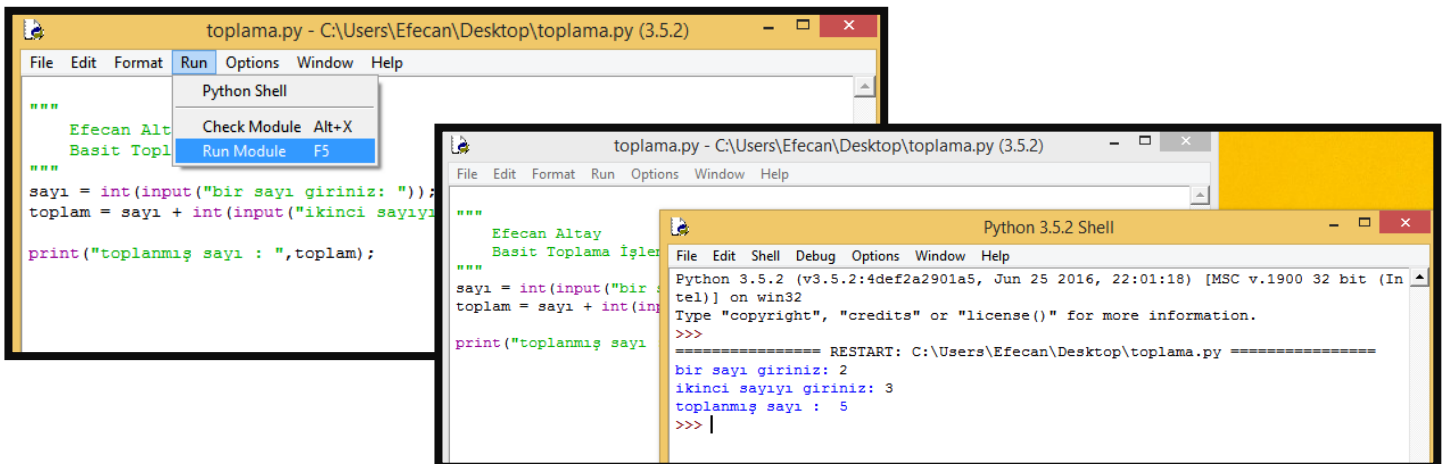 toplama.py - C:\Users\Efecan\Desktop\toplama.py (3.5.2)
File Edit Format Run Options Window Help
Python Shell
Check Module Alt+X
Run Module F5
"""
Efecan Alt
Basit Topl
"""
sayı = int(input("bir sayı giriniz: "));
toplam = sayı + int(input("ikinci sayıyı
print("toplanmış sayı : ",toplam);
toplama.py - C:\Users\Efecan\Desktop\toplama.py (3.5.2)
File Edit Format Run Options Window Help
"""
Efecan Altay
Basit Toplama İşlem
"""
sayı = int(input("bir s
toplam = sayı + int(inp
print("toplanmış sayı
Python 3.5.2 Shell
File Edit Shell Debug Options Window Help
Python 3.5.2 (v3.5.2:4def2a2901a5, Jun 25 2016, 22:01:18) [MSC v.1900 32 bit (In
tel)] on win32
Type "copyright", "credits" or "license()" for more information.
>>>
================ RESTART: C:\Users\Efecan\Desktop\toplama.py ================
bir sayı giriniz: 2
ikinci sayıyı giriniz: 3
toplanmış sayı :  5
>>>